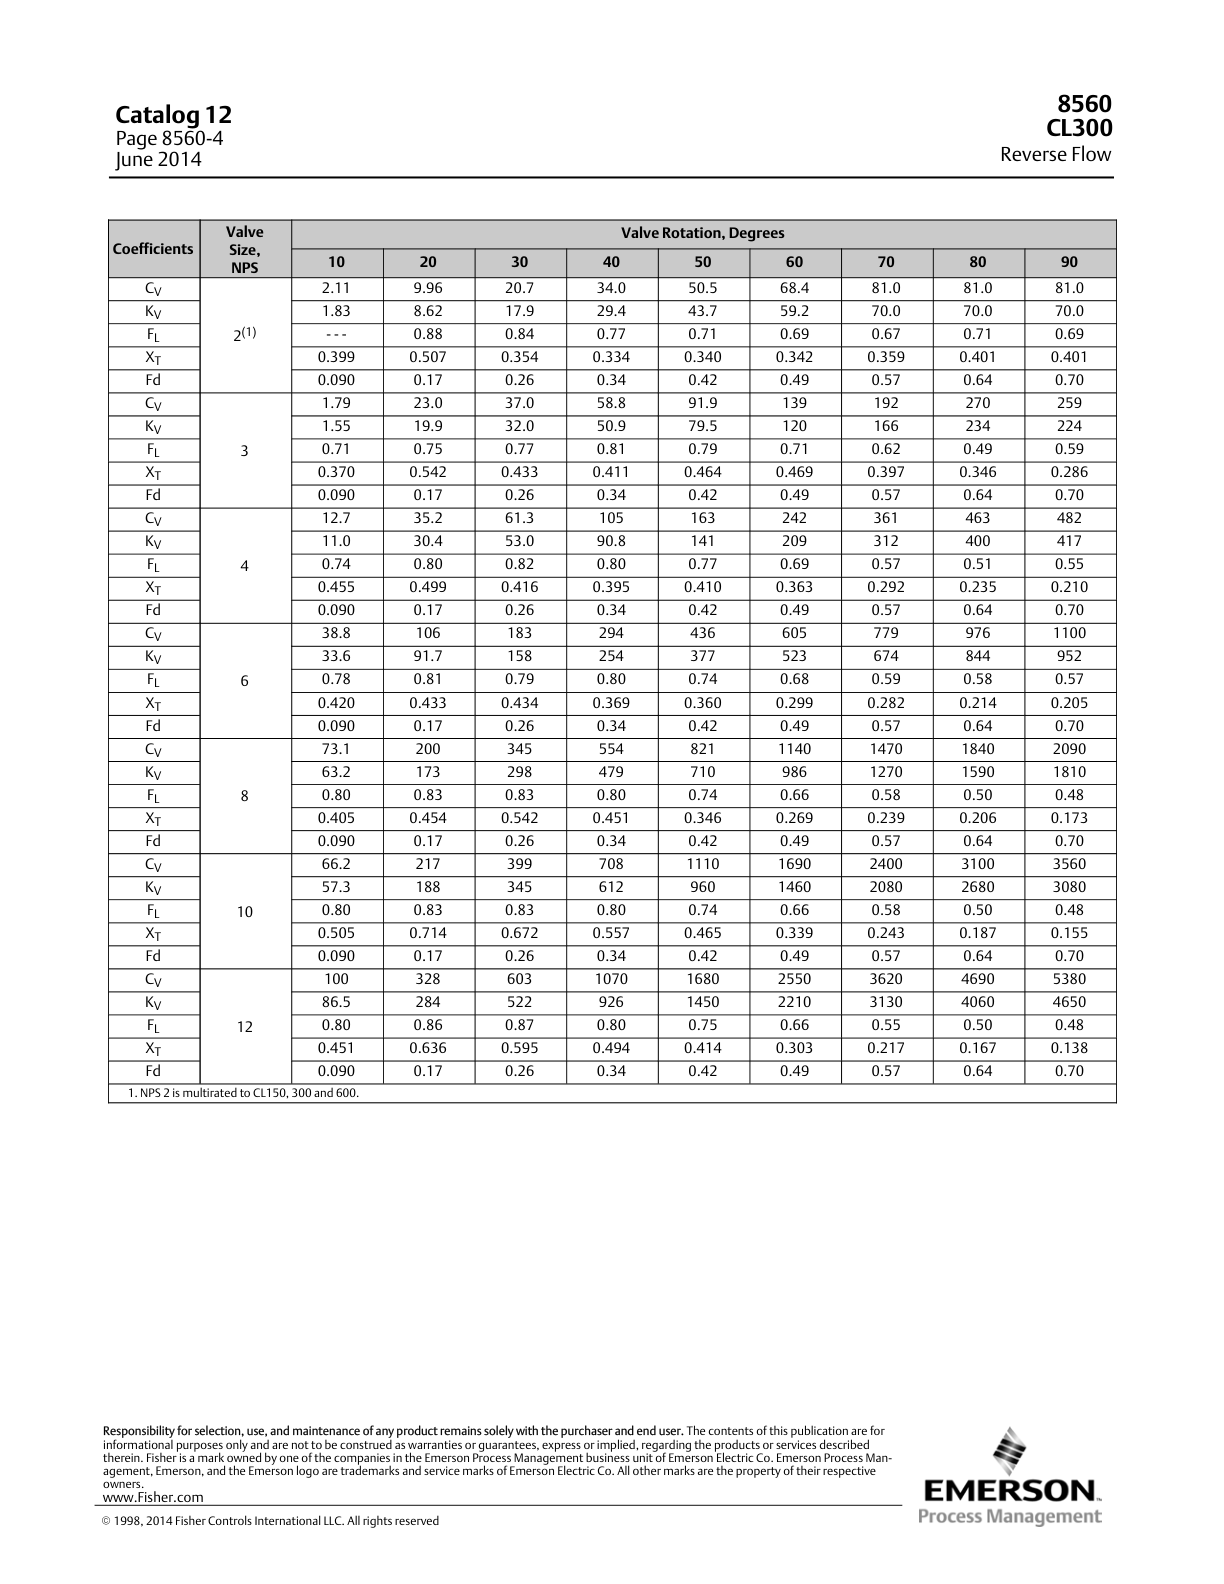 Catalog 12
Page 8560-4
June 2014
8560
CL300
Reverse Flow
Coefficients Valve Size, NPS Valve Rotation, Degrees
10 20 30 40 50 60 70 80 90
CV 2(1) 2.11 9.96 20.7 34.0 50.5 68.4 81.0 81.0 81.0
KV 1.83 8.62 17.9 29.4 43.7 59.2 70.0 70.0 70.0
FL - - - 0.88 0.84 0.77 0.71 0.69 0.67 0.71 0.69
XT 0.399 0.507 0.354 0.334 0.340 0.342 0.359 0.401 0.401
Fd 0.090 0.17 0.26 0.34 0.42 0.49 0.57 0.64 0.70
CV 3 1.79 23.0 37.0 58.8 91.9 139 192 270 259
KV 1.55 19.9 32.0 50.9 79.5 120 166 234 224
FL 0.71 0.75 0.77 0.81 0.79 0.71 0.62 0.49 0.59
XT 0.370 0.542 0.433 0.411 0.464 0.469 0.397 0.346 0.286
Fd 0.090 0.17 0.26 0.34 0.42 0.49 0.57 0.64 0.70
CV 4 12.7 35.2 61.3 105 163 242 361 463 482
KV 11.0 30.4 53.0 90.8 141 209 312 400 417
FL 0.74 0.80 0.82 0.80 0.77 0.69 0.57 0.51 0.55
XT 0.455 0.499 0.416 0.395 0.410 0.363 0.292 0.235 0.210
Fd 0.090 0.17 0.26 0.34 0.42 0.49 0.57 0.64 0.70
CV 6 38.8 106 183 294 436 605 779 976 1100
KV 33.6 91.7 158 254 377 523 674 844 952
FL 0.78 0.81 0.79 0.80 0.74 0.68 0.59 0.58 0.57
XT 0.420 0.433 0.434 0.369 0.360 0.299 0.282 0.214 0.205
Fd 0.090 0.17 0.26 0.34 0.42 0.49 0.57 0.64 0.70
CV 8 73.1 200 345 554 821 1140 1470 1840 2090
KV 63.2 173 298 479 710 986 1270 1590 1810
FL 0.80 0.83 0.83 0.80 0.74 0.66 0.58 0.50 0.48
XT 0.405 0.454 0.542 0.451 0.346 0.269 0.239 0.206 0.173
Fd 0.090 0.17 0.26 0.34 0.42 0.49 0.57 0.64 0.70
CV 10 66.2 217 399 708 1110 1690 2400 3100 3560
KV 57.3 188 345 612 960 1460 2080 2680 3080
FL 0.80 0.83 0.83 0.80 0.74 0.66 0.58 0.50 0.48
XT 0.505 0.714 0.672 0.557 0.465 0.339 0.243 0.187 0.155
Fd 0.090 0.17 0.26 0.34 0.42 0.49 0.57 0.64 0.70
CV 12 100 328 603 1070 1680 2550 3620 4690 5380
KV 86.5 284 522 926 1450 2210 3130 4060 4650
FL 0.80 0.86 0.87 0.80 0.75 0.66 0.55 0.50 0.48
XT 0.451 0.636 0.595 0.494 0.414 0.303 0.217 0.167 0.138
Fd 0.090 0.17 0.26 0.34 0.42 0.49 0.57 0.64 0.70
1. NPS 2 is multirated to CL150, 300 and 600.
Responsibility for selection, use, and maintenance of any product remains solely with the purchaser and end user. The contents of this publication are for
informational purposes only and are not to be construed as warranties or guarantees, express or implied, regarding the products or services described
therein. Fisher is a mark owned by one of the companies in the Emerson Process Management business unit of Emerson Electric Co. Emerson Process Man-
agement, Emerson, and the Emerson logo are trademarks and service marks of Emerson Electric Co. All other marks are the property of their respective
owners.
www.Fisher.com
© 1998, 2014 Fisher Controls International LLC. All rights reserved
EMERSON™
Process Management